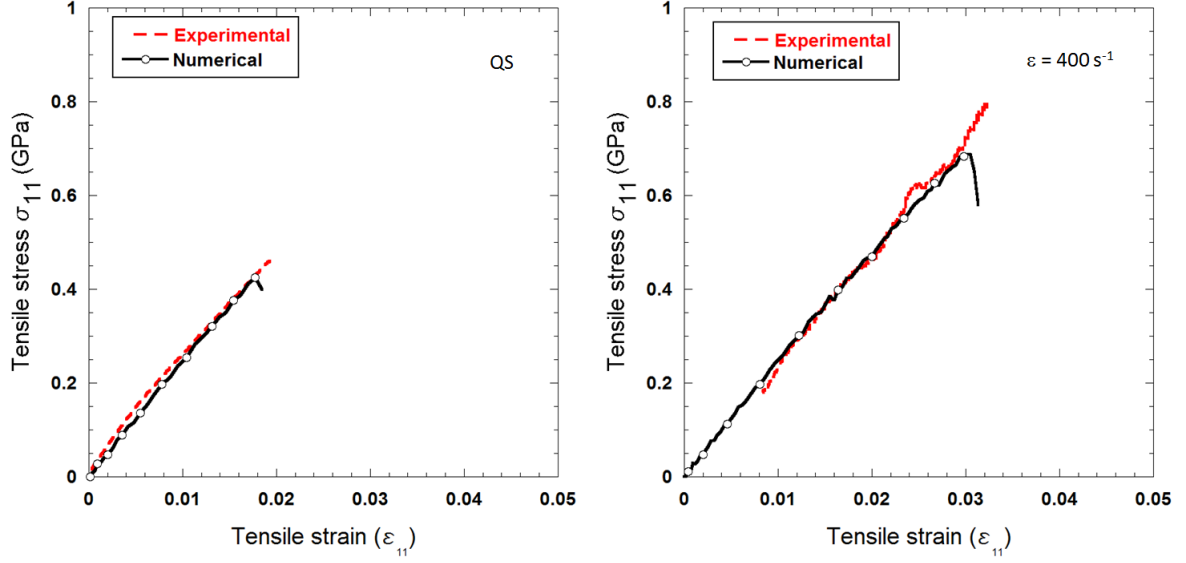 Experimental
Numerical
QS
Tensile stress σ11 (GPa)
1
0.8
0.6
0.4
0.2
0
0
0.01
0.02
0.03
0.04
0.05
Tensile strain (ε11)
Experimental
Numerical
ε = 400 s-1
Tensile stress σ11 (GPa)
1
0.8
0.6
0.4
0.2
0
0
0.01
0.02
0.03
0.04
0.05
Tensile strain (ε11)